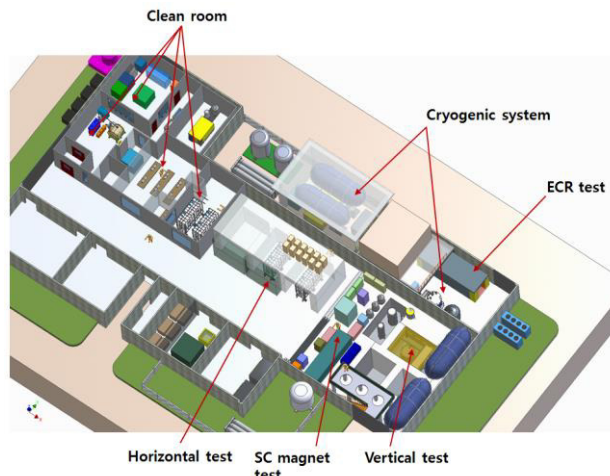 Clean room
Cryogenic system
ECR test
Horizontal test
SC magnet
test
Vertical test